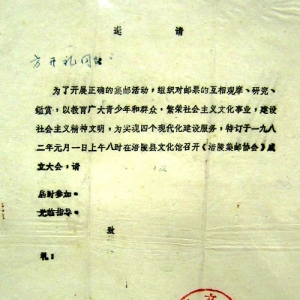 邀 请
方开礼同志：
为了开展正确的集邮活动，组织对邮票的互相观摩、研究、
鉴赏，以教育广大青少年和群众，繁荣社会主义文化事业，建设
社会主义精神文明，为实现四个现代化建设服务，特订于一九八
二年元月一日上午八时在涪陵县文化馆召开《涪陵集邮协会》成
立大会，请
届时参加。
光临指导。
致
礼！